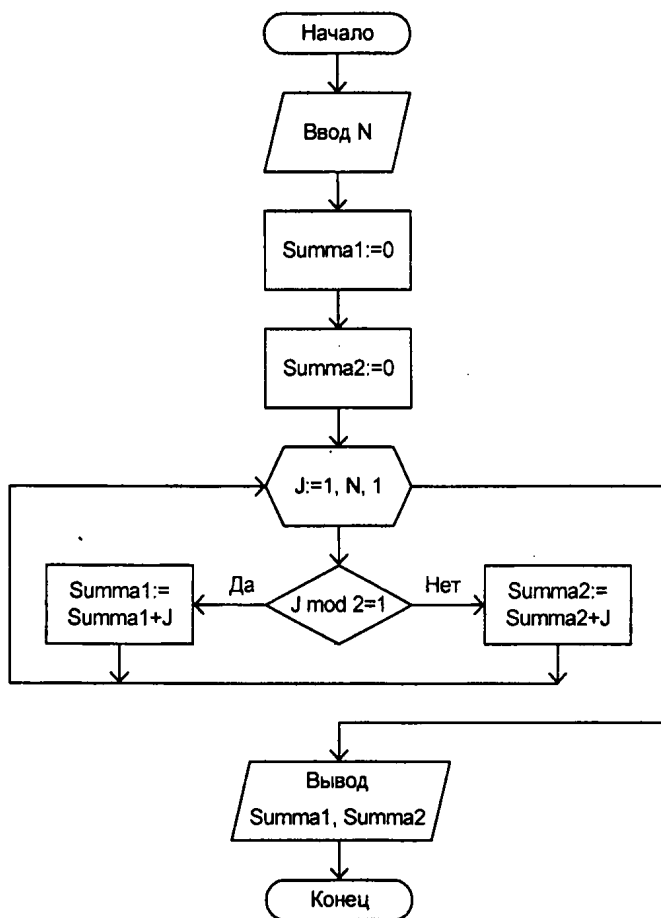 Начало
Ввод N
Summa1:=0
Summa2:=0
J:=1, N, 1
Summa1:=
Summa1+J
Да
J mod 2=1
Нет
Summa2:=
Summa2+J
Вывод
Summa1, Summa2
Конец